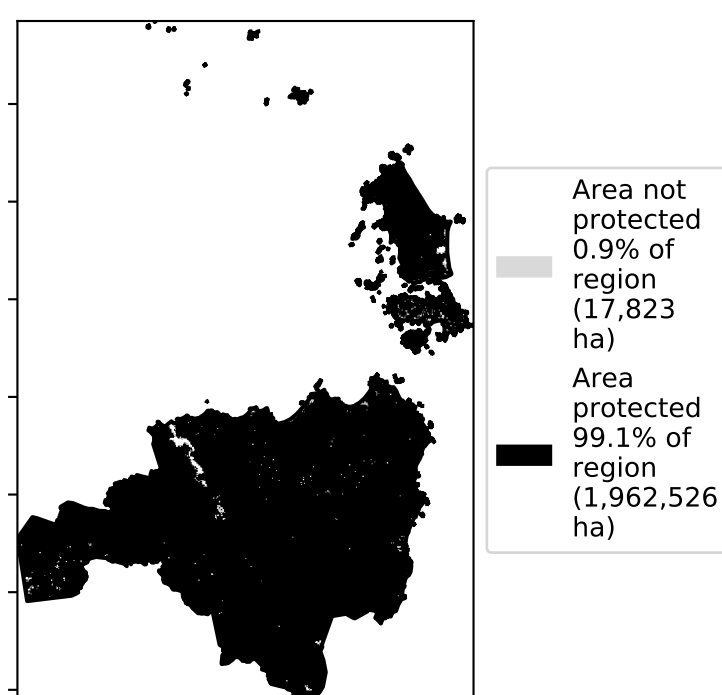 Area not
protected
0.9% of
region
(17,823
ha)
Area
protected
99.1% of
region
(1,962,526
ha)